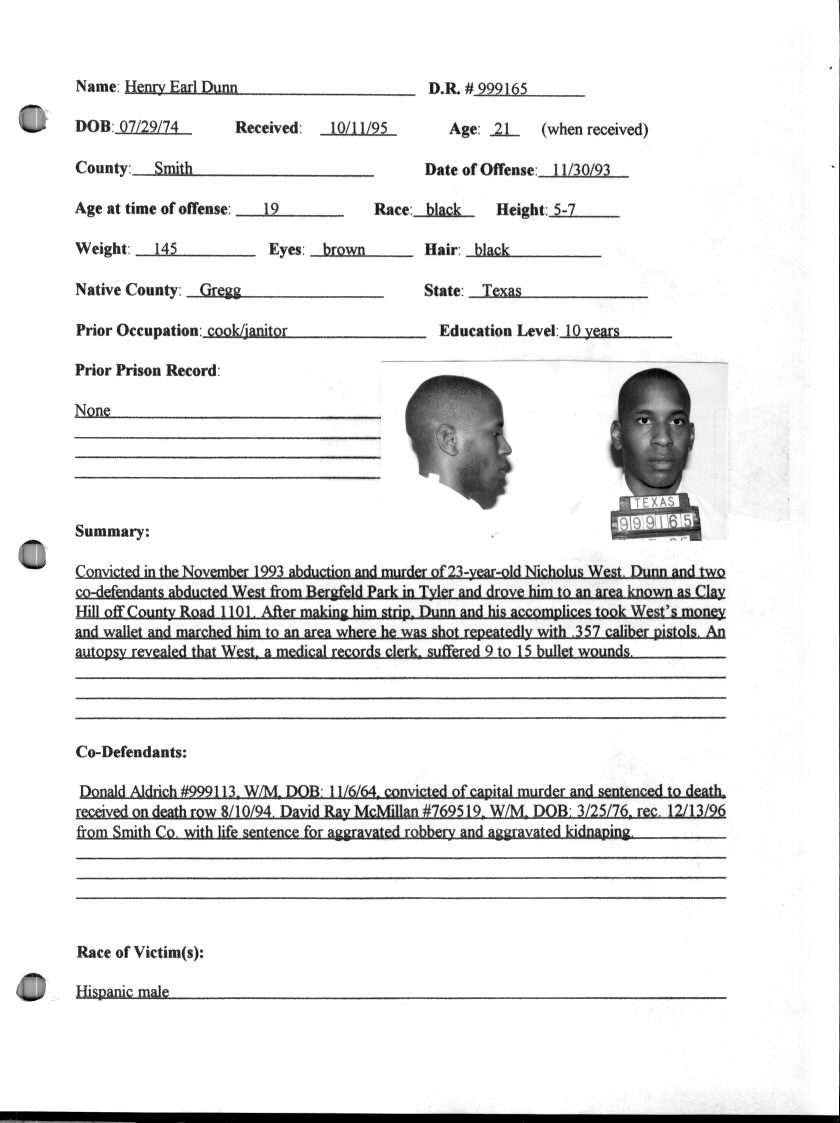 Name: Henry Earl Dunn D.R. # 999165
DOB: 07/29/74 Received: 10/11/95 Age: 21 (when received)
County: Smith Date of Offense: 11/30/93
Age at time of offense: 19 Race: black Height: 5-7
Weight: 145 Eyes: brown Hair: black
Native County: Gregg State: Texas
Prior Occupation: cook/janitor Education Level: 10 years
Prior Prison Record:
None
TEXAS
999165
Summary:
Convicted in the November 1993 abduction and murder of 23-year-old Nicholus West. Dunn and two
co-defendants abducted West from Bergfeld Park in Tyler and drove him to an area known as Clay
Hill off County Road 1101. After making him strip, Dunn and his accomplices took West's money
and wallet and marched him to an area where he was shot repeatedly with .357 caliber pistols. An
autopsy revealed that West, a medical records clerk, suffered 9 to 15 bullet wounds.
Co-Defendants:
Donald Aldrich #999113, W/M, DOB: 11/6/64, convicted of capital murder and sentenced to death,
received on death row 8/10/94. David Ray McMillan #769519, W/M, DOB: 3/25/76, rec. 12/13/96
from Smith Co. with life sentence for aggravated robbery and aggravated kidnaping.
Race of Victim(s):
Hispanic male